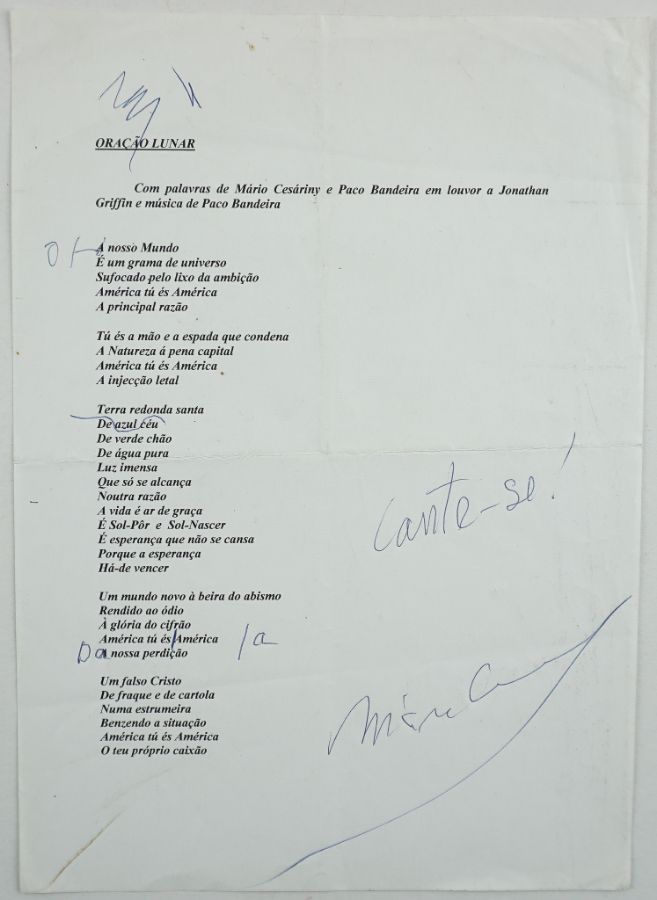 ORAÇÃO LUNAR
Com palavras de Mário Cesáriny e Paco Bandeira em louvor a Jonathan
Griffin e música de Paco Bandeira
A nosso Mundo
É um grama de universo
Sufocado pelo lixo da ambição
América tú és América
A principal razão
Tú és a mão e a espada que condena
A Natureza á pena capital
América tú és América
A injecção letal
Terra redonda santa
De azul céu
De verde chão
De água pura
Luz imensa
Que só se alcança
Noutra razão
A vida é ar de graça
É Sol-Pôr e Sol-Nascer
É esperança que não se cansa
Porque a esperança
Há-de vencer
Cante-se!
Um mundo novo à beira do abismo
Rendido ao ódio
À glória do cifrão
América tú és América
Da nossa perdição
Um falso Cristo
De fraque e de cartola
Numa estrumeira
Benzendo a situação
América tú és América
O teu próprio caixão